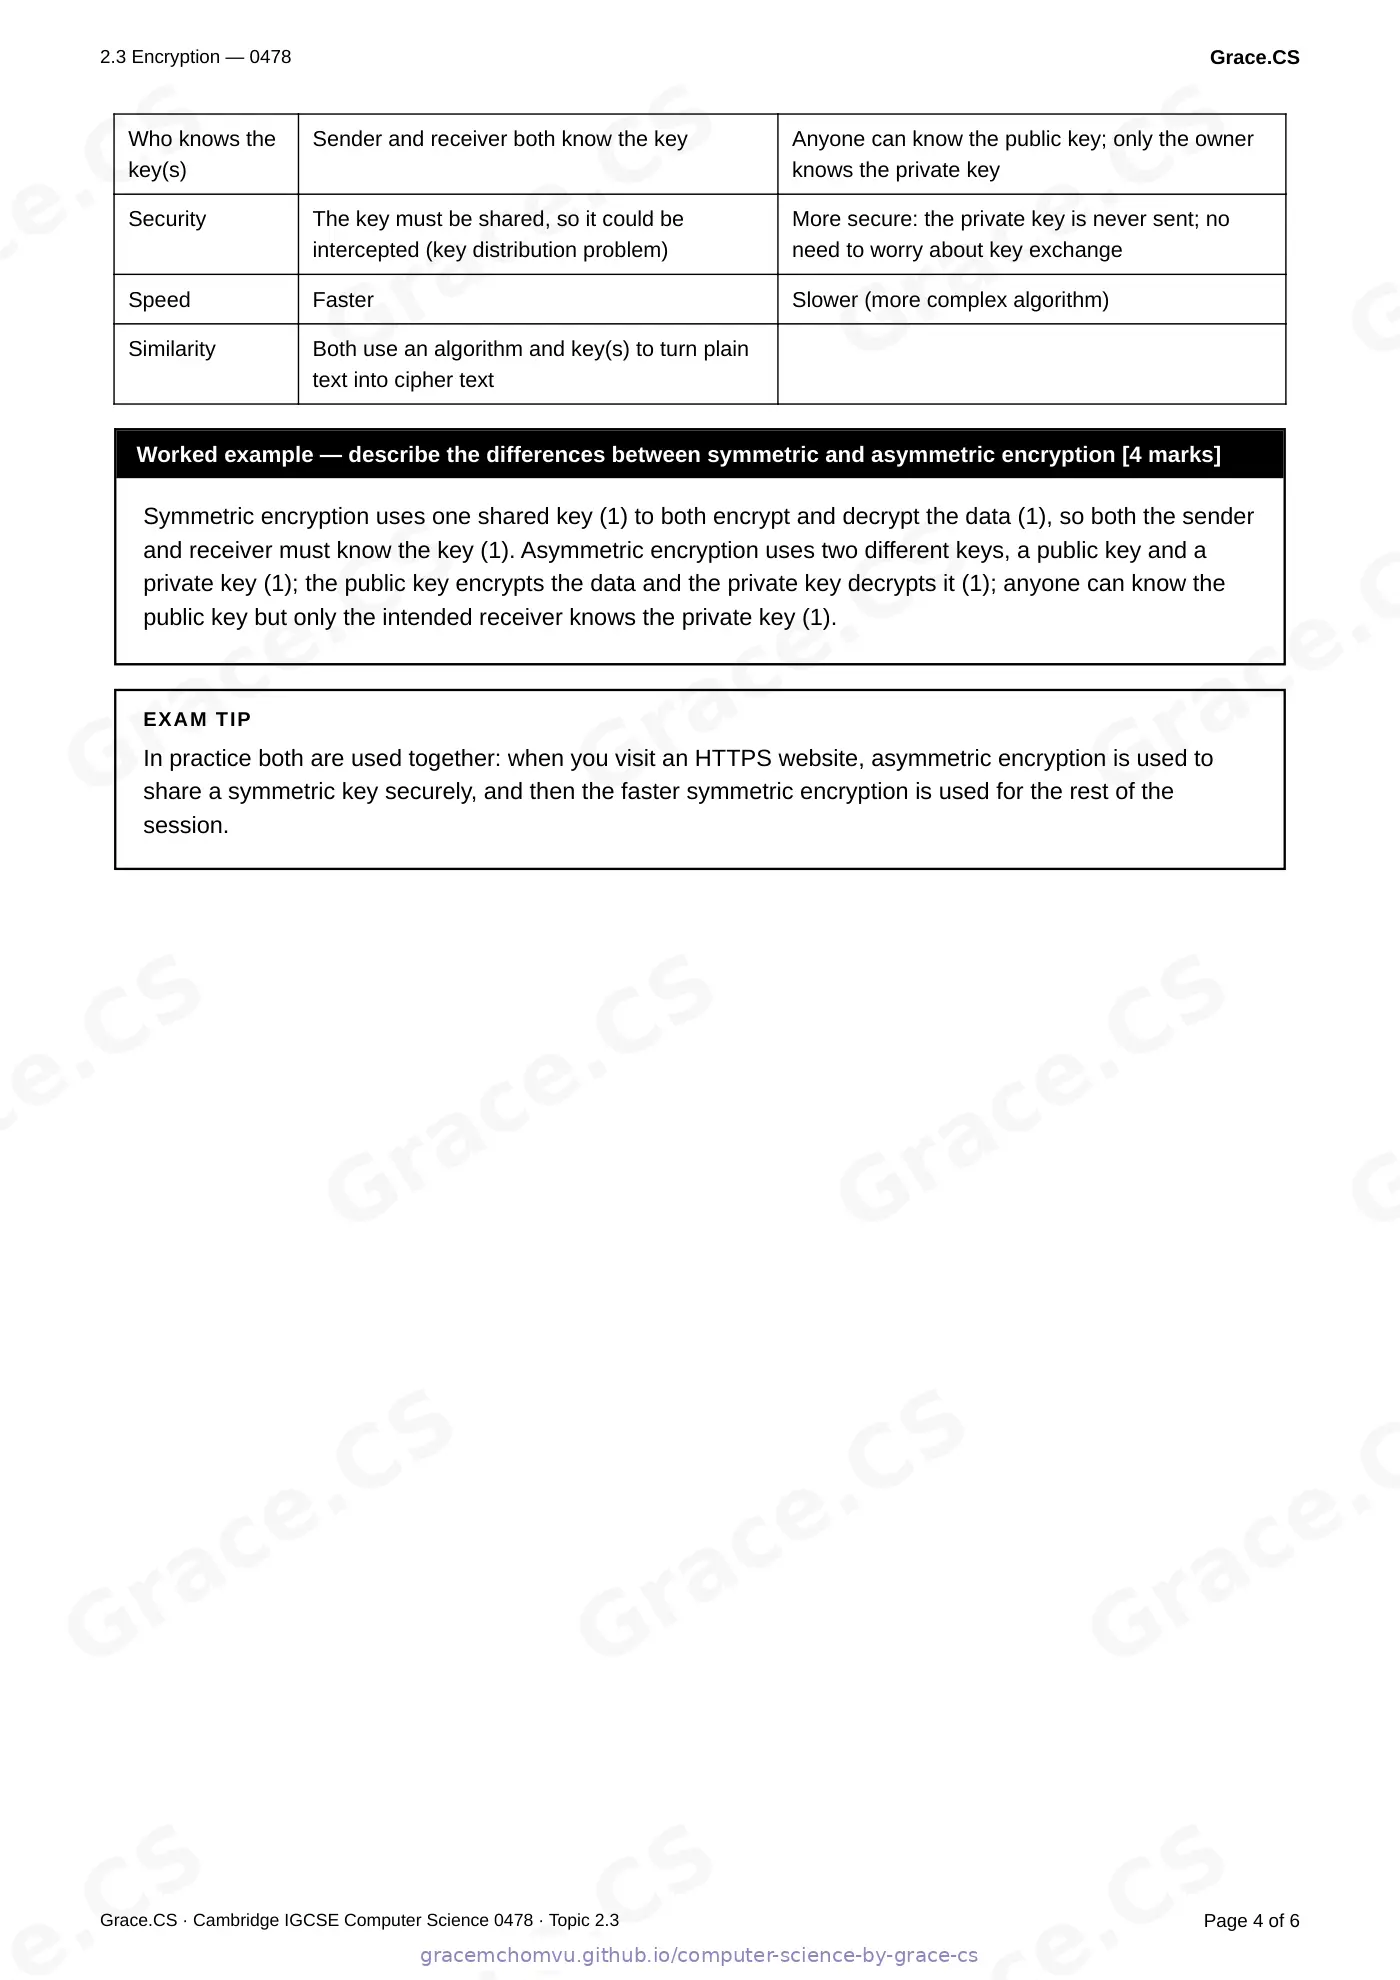 2.3 Encryption — 0478
Grace.CS
Who knows the key(s)
Sender and receiver both know the key
Anyone can know the public key; only the owner knows the private key
Security
The key must be shared, so it could be intercepted (key distribution problem)
More secure: the private key is never sent; no need to worry about key exchange
Speed
Faster
Slower (more complex algorithm)
Similarity
Both use an algorithm and key(s) to turn plain text into cipher text
Worked example — describe the differences between symmetric and asymmetric encryption [4 marks]
Symmetric encryption uses one shared key (1) to both encrypt and decrypt the data (1), so both the sender
and receiver must know the key (1). Asymmetric encryption uses two different keys, a public key and a
private key (1); the public key encrypts the data and the private key decrypts it (1); anyone can know the
public key but only the intended receiver knows the private key (1).
EXAM TIP
In practice both are used together: when you visit an HTTPS website, asymmetric encryption is used to
share a symmetric key securely, and then the faster symmetric encryption is used for the rest of the
session.
Grace.CS · Cambridge IGCSE Computer Science 0478 · Topic 2.3
Page 4 of 6
gracemchomvu.github.io/computer-science-by-grace-cs